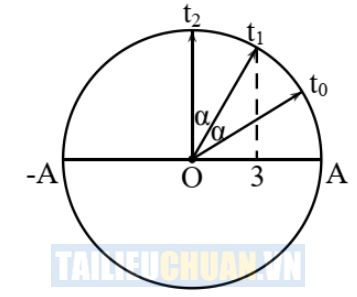 t₂
t₁
t₀
α
α
-A
O
3
A
TAILIEUCHUAN.VN